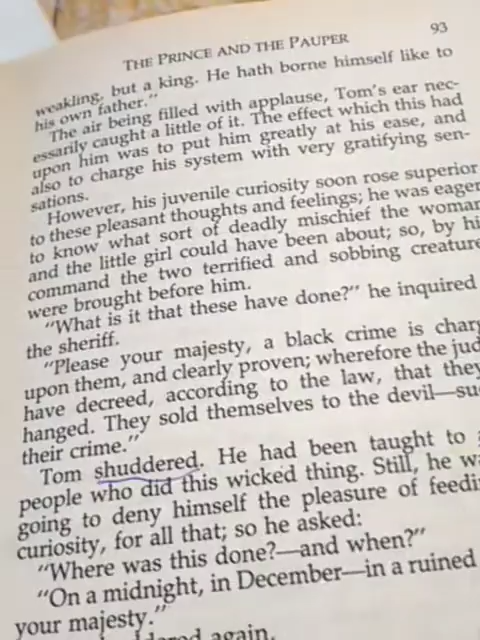 THE PRINCE AND THE PAUPER 93
weakling, but a king. He hath borne himself like to
his own father."
The air being filled with applause, Tom's ear nec-
essarily caught a little of it. The effect which this had
upon him was to put him greatly at his ease, and
also to charge his system with very gratifying sen-
sations.
However, his juvenile curiosity soon rose superior
to these pleasant thoughts and feelings; he was eager
to know what sort of deadly mischief the woman
and the little girl could have been about; so, by hi
command the two terrified and sobbing creature
were brought before him.
"What is it that these have done?" he inquired
the sheriff.
"Please your majesty, a black crime is char
upon them, and clearly proven; wherefore the jud
have decreed, according to the law, that they
hanged. They sold themselves to the devil—su
their crime."
Tom shuddered. He had been taught to a
people who did this wicked thing. Still, he wa
going to deny himself the pleasure of feedi
curiosity, for all that; so he asked:
"Where was this done?—and when?"
"On a midnight, in December—in a ruined
your majesty."
again.